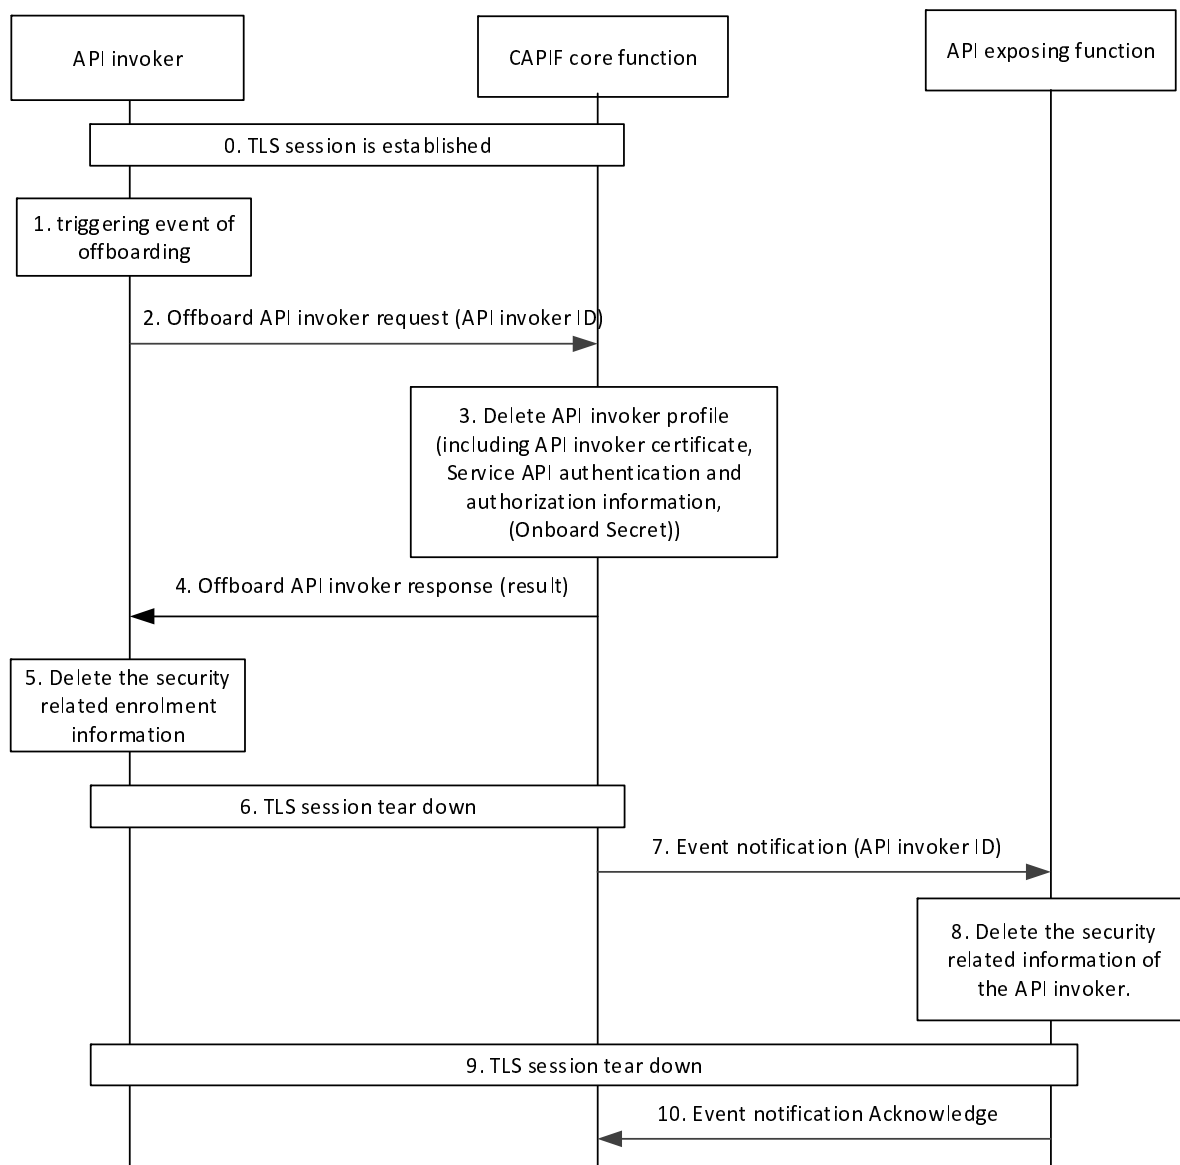 API invoker
CAPIF core function
API exposing function
0. TLS session is established
1. triggering event of
offboarding
2. Offboard API invoker request (API invoker ID)
3. Delete API invoker profile
(including API invoker certificate,
Service API authentication and
authorization information,
(Onboard Secret))
4. Offboard API invoker response (result)
5. Delete the security
related enrolment
information
6. TLS session tear down
7. Event notification (API invoker ID)
8. Delete the security
related information of
the API invoker.
9. TLS session tear down
10. Event notification Acknowledge